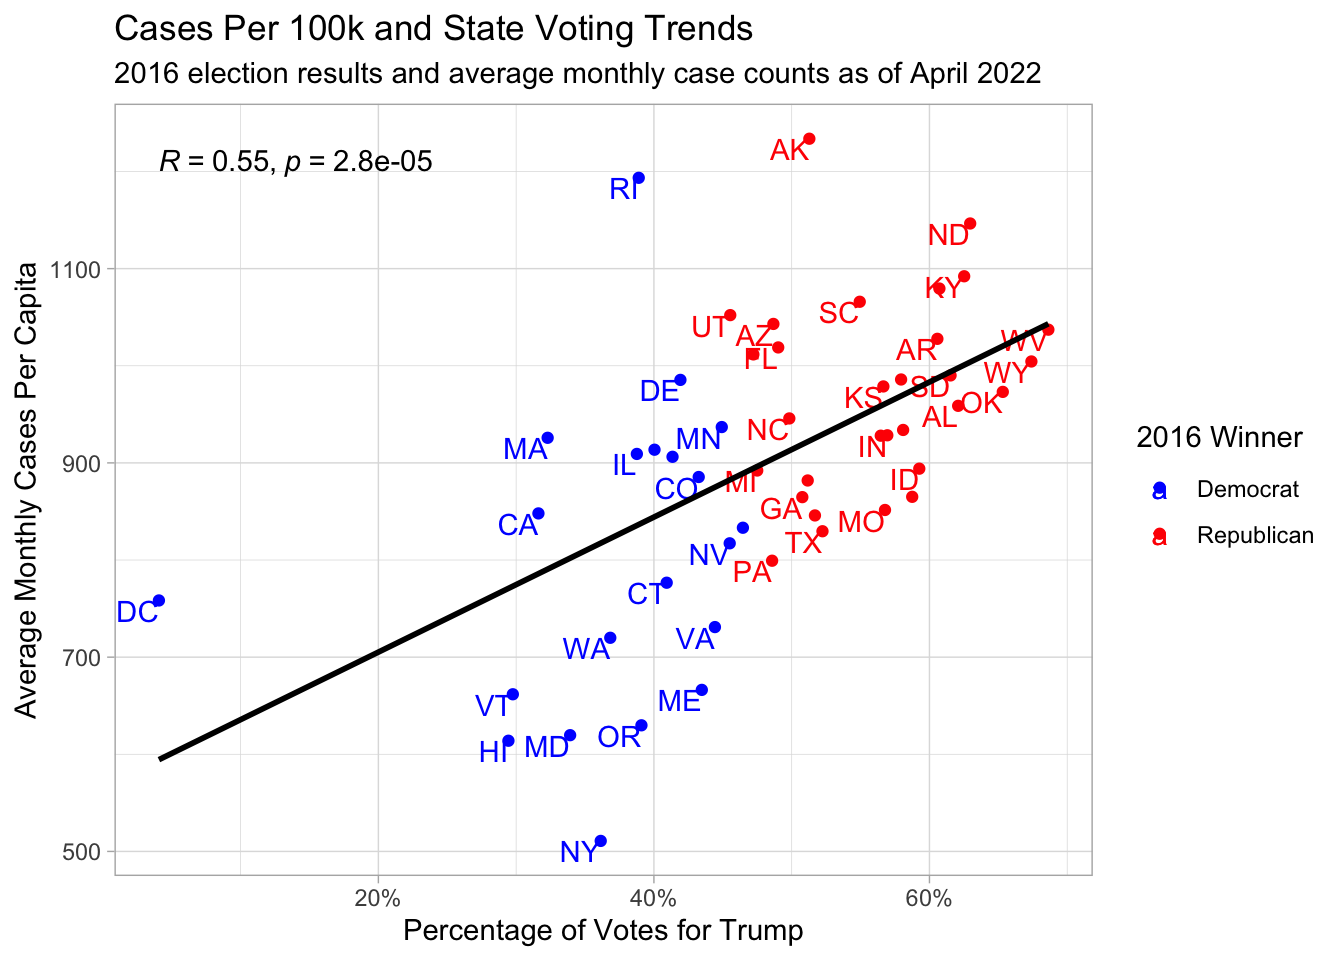 Cases Per 100k and State Voting Trends
2016 election results and average monthly case counts as of April 2022
R = 0.55, p = 2.8e-05
AK
RI
ND
KY
SC
UT
AZ
FL
AR
WV
WY
DE
KS
SD
OK
AL
NC
MN
MA
IN
IL
MI
CO
ID
GA
MO
CA
TX
NV
PA
CT
DC
WA
VA
VT
ME
OR
HI
MD
NY
1100
900
700
500
20%
40%
60%
Average Monthly Cases Per Capita
Percentage of Votes for Trump
2016 Winner
a Democrat
a Republican